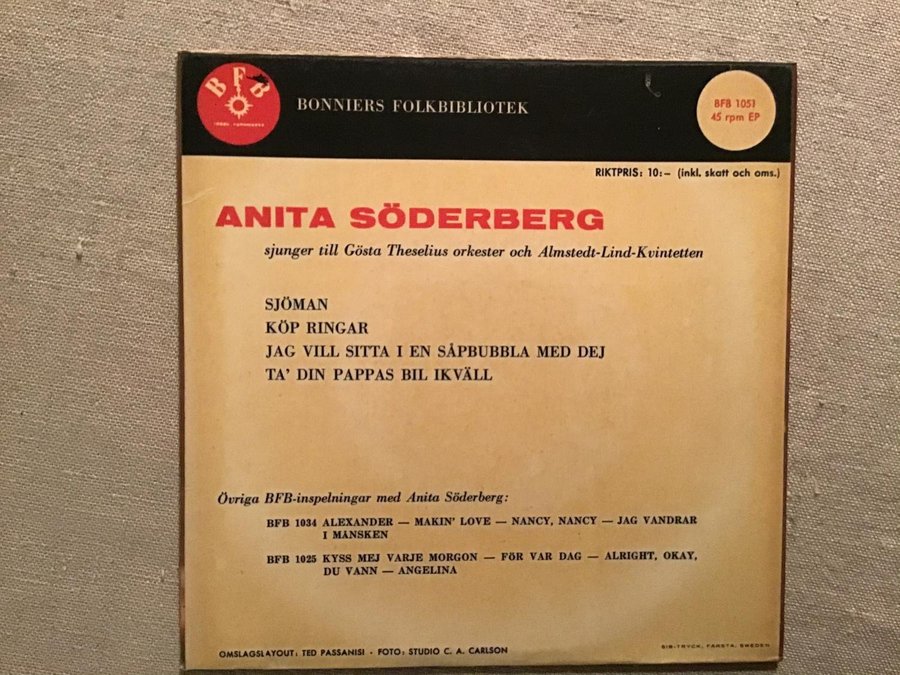 BFB
BONNIERS FOLKBIBLIOTEK
BFB 1051
45 rpm EP
RIKTPRIS: 10:– (inkl. skatt och oms.)
ANITA SÖDERBERG
sjunger till Gösta Theselius orkester och Almstedt-Lind-Kvintetten
SJÖMAN
KÖP RINGAR
JAG VILL SITTA I EN SÅPBUBBLA MED DEJ
TA' DIN PAPPAS BIL IKVÄLL
Övriga BFB-inspelningar med Anita Söderberg:
BFB 1034 ALEXANDER — MAKIN' LOVE — NANCY, NANCY — JAG VANDRAR
I MÅNSKEN
BFB 1025 KYSS MEJ VARJE MORGON — FÖR VAR DAG — ALRIGHT, OKAY,
DU VANN — ANGELINA
OMSLAGSLAYOUT: TED PASSANISI • FOTO: STUDIO C. A. CARLSON
SIB-TRYCK, FARSTA, SWEDEN